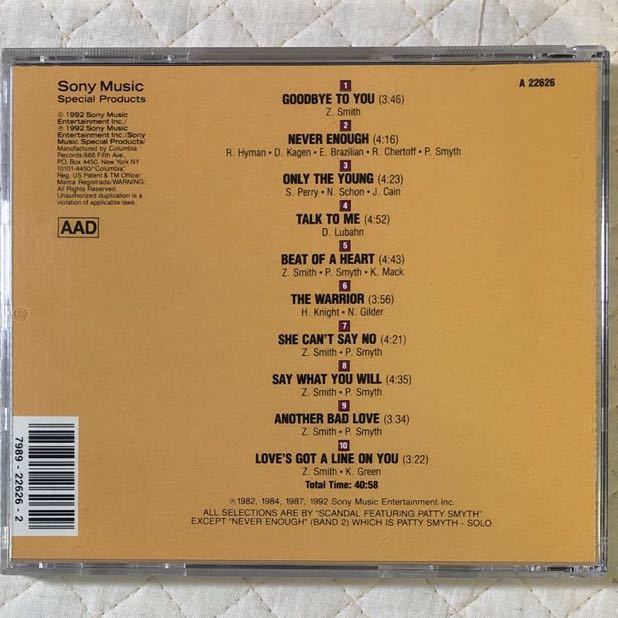 Sony Music
Special Products
© 1992 Sony Music
Entertainment Inc./
℗ 1992 Sony Music
Entertainment Inc./Sony
Music Special Products/
Manufactured by Columbia
Records/666 Fifth Ave.,
P.O. Box 4450, New York NY
10101-4450/"Columbia"
Reg. US Patent & TM Office/
Marca Registrada/WARNING:
All Rights Reserved.
Unauthorized duplication is a
violation of applicable laws.
AAD
7989 - 22626 - 2
A 22626
1
GOODBYE TO YOU (3:46)
Z. Smith
2
NEVER ENOUGH (4:16)
R. Hyman • D. Kagen • E. Brazilian • R. Chertoff • P. Smyth
3
ONLY THE YOUNG (4:23)
S. Perry • N. Schon • J. Cain
4
TALK TO ME (4:52)
D. Lubahn
5
BEAT OF A HEART (4:43)
Z. Smith • P. Smyth • K. Mack
6
THE WARRIOR (3:56)
H. Knight • N. Gilder
7
SHE CAN'T SAY NO (4:21)
Z. Smith • P. Smyth
8
SAY WHAT YOU WILL (4:35)
Z. Smith • P. Smyth
9
ANOTHER BAD LOVE (3.34)
Z. Smith • P. Smyth
10
LOVE'S GOT A LINE ON YOU (3:22)
Z. Smith • K. Green
Total Time: 40:58
℗1982, 1984, 1987, 1992 Sony Music Entertainment Inc.
ALL SELECTIONS ARE BY "SCANDAL FEATURING PATTY SMYTH"
EXCEPT "NEVER ENOUGH" (BAND 2) WHICH IS PATTY SMYTH - SOLO.